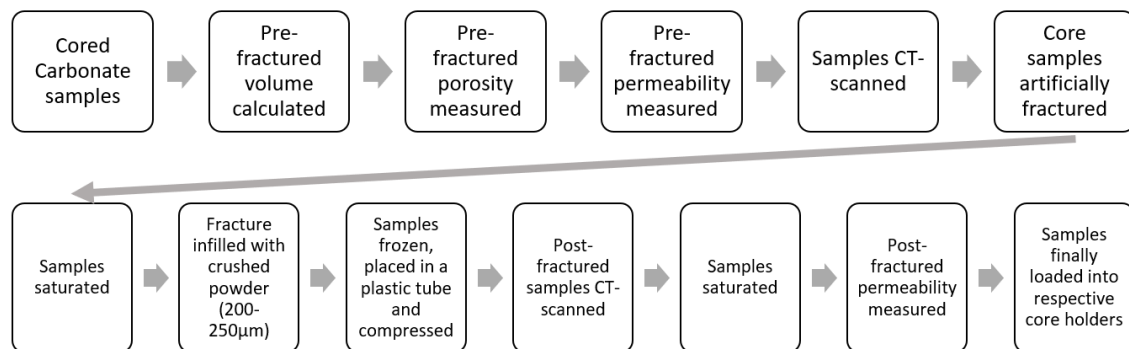 Cored
Carbonate
samples
Pre-
fractured
volume
calculated
Pre-
fractured
porosity
measured
Pre-
fractured
permeability
measured
Samples CT-
scanned
Core
samples
artificially
fractured
Samples
saturated
Fracture
infilled with
crushed
powder
(200-
250µm)
Samples
frozen,
placed in a
plastic tube
and
compressed
Post-
fractured
samples CT-
scanned
Samples
saturated
Post-
fractured
permeability
measured
Samples
finally
loaded into
respective
core holders